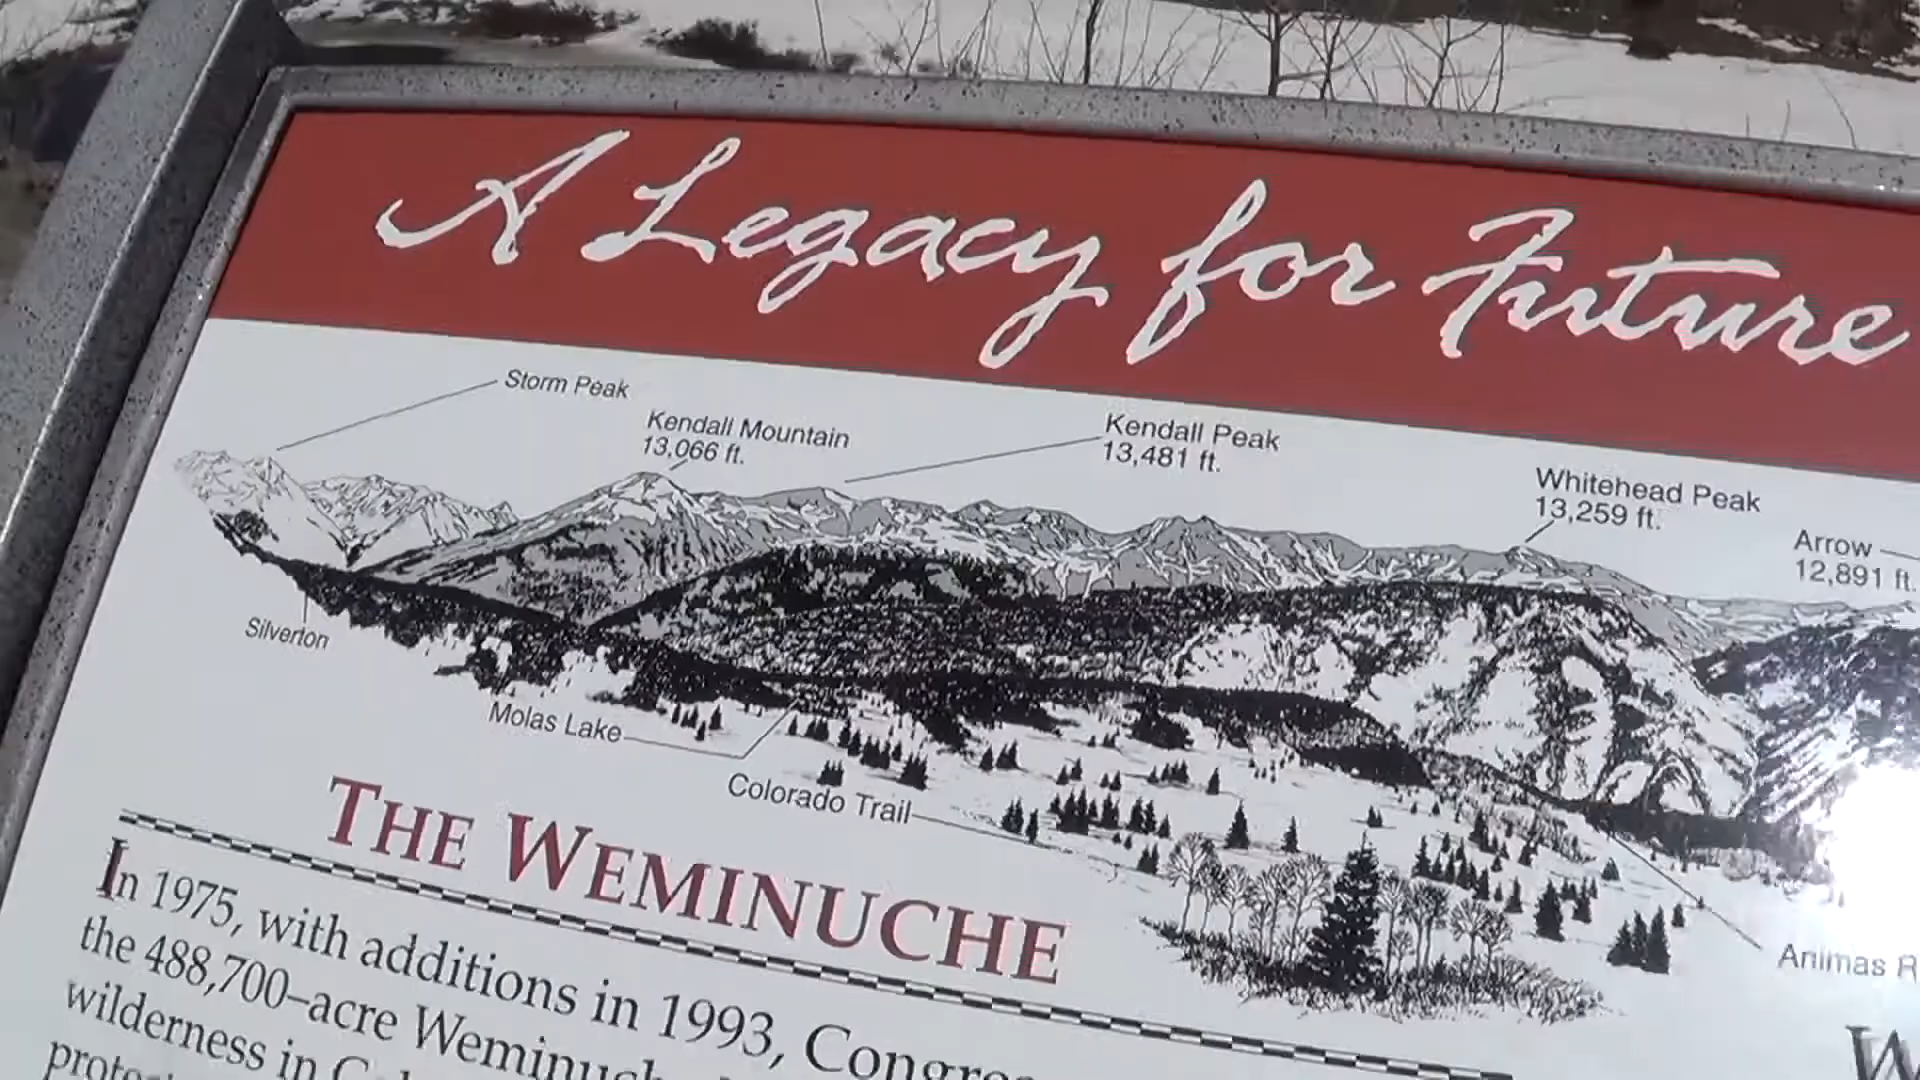 A Legacy for Future
Storm Peak
Kendall Mountain
13,066 ft.
Kendall Peak
13,481 ft.
Whitehead Peak
13,259 ft.
Arrow
12,891 ft.
Silverton
Molas Lake
Colorado Trail
Animas R
THE WEMINUCHE
In 1975, with additions in 1993, Congre
the 488,700–acre Weminuch
wilderness in